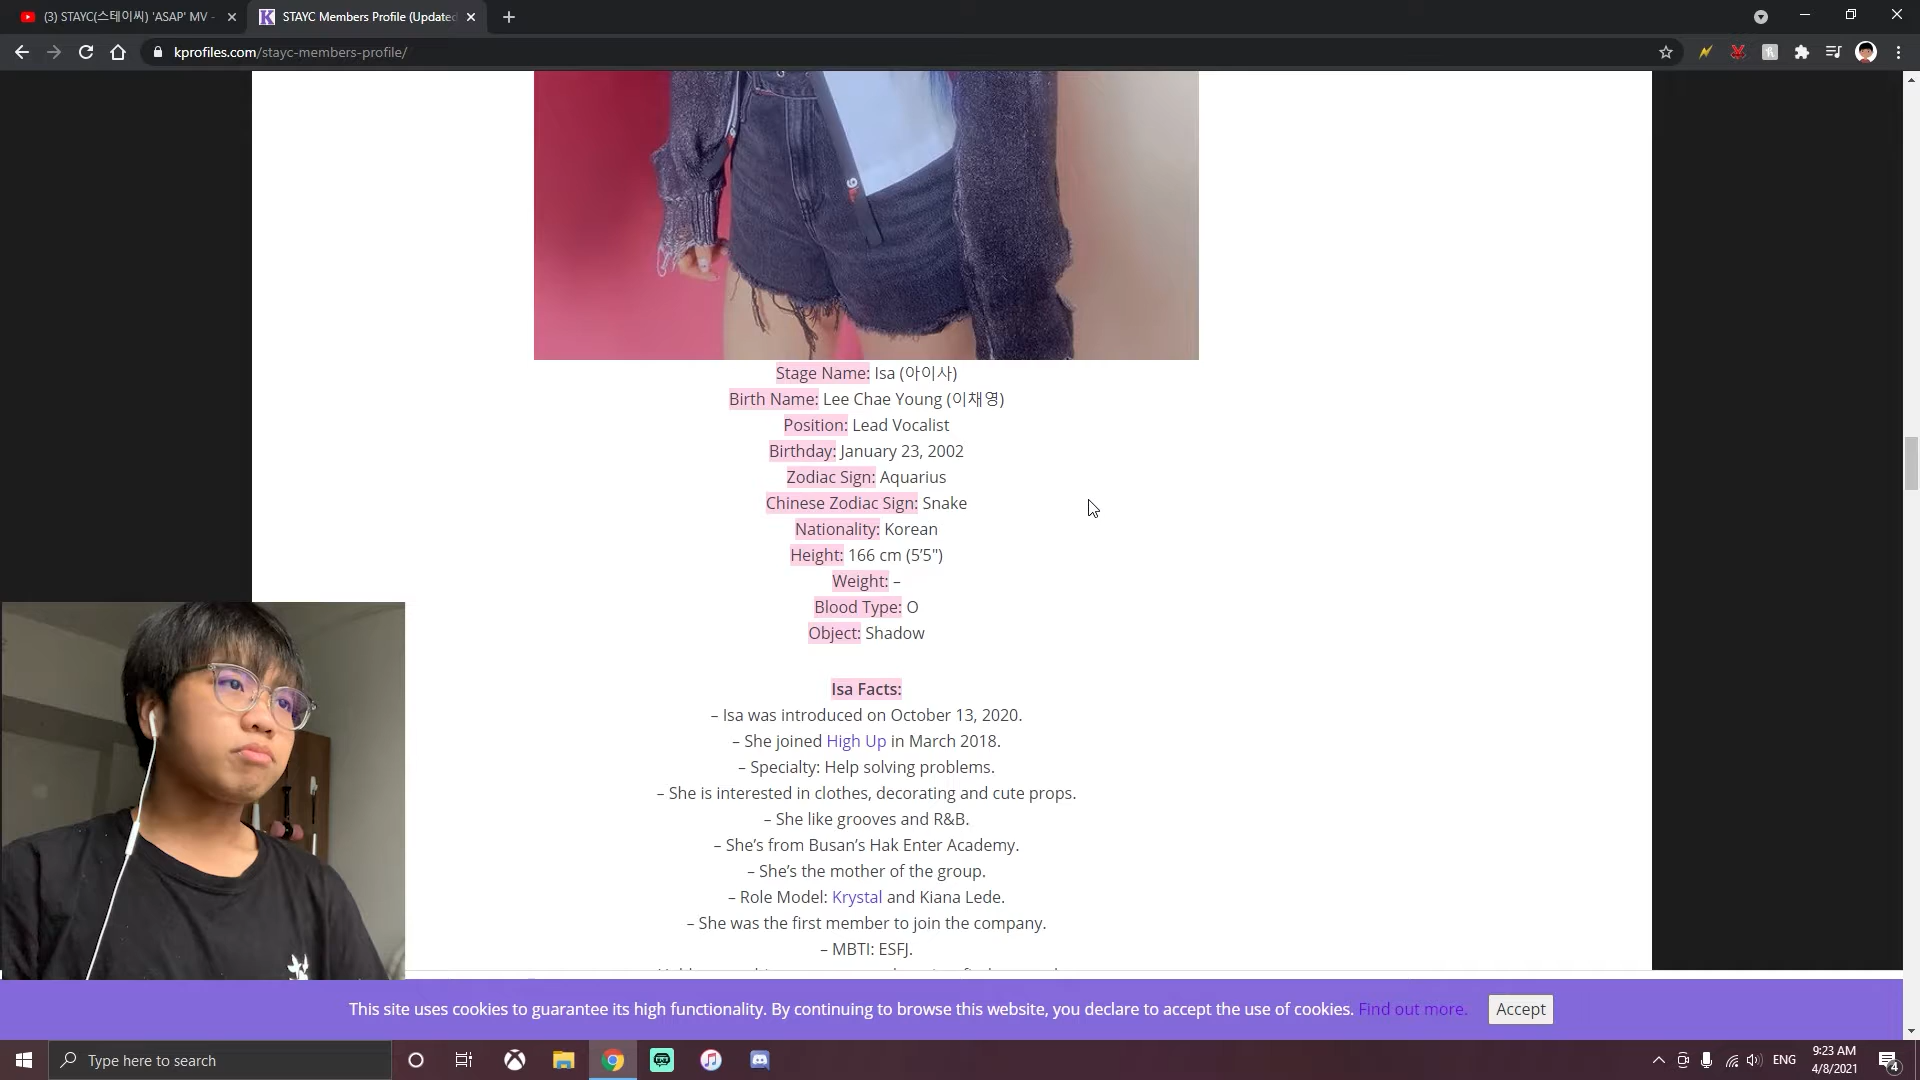 (3) STAYC(스테이씨) 'ASAP' MV -
STAYC Members Profile (Updated
kprofiles.com/stayc-members-profile/
Stage Name: Isa (아이사)
Birth Name: Lee Chae Young (이채영)
Position: Lead Vocalist
Birthday: January 23, 2002
Zodiac Sign: Aquarius
Chinese Zodiac Sign: Snake
Nationality: Korean
Height: 166 cm (5’5")
Weight: –
Blood Type: O
Object: Shadow
Isa Facts:
– Isa was introduced on October 13, 2020.
– She joined High Up in March 2018.
– Specialty: Help solving problems.
– She is interested in clothes, decorating and cute props.
– She like grooves and R&B.
– She’s from Busan’s Hak Enter Academy.
– She’s the mother of the group.
– Role Model: Krystal and Kiana Lede.
– She was the first member to join the company.
– MBTI: ESFJ.
This site uses cookies to guarantee its high functionality. By continuing to browse this website, you declare to accept the use of cookies. Find out more. Accept
Type here to search
ENG
9:23 AM
4/8/2021
4